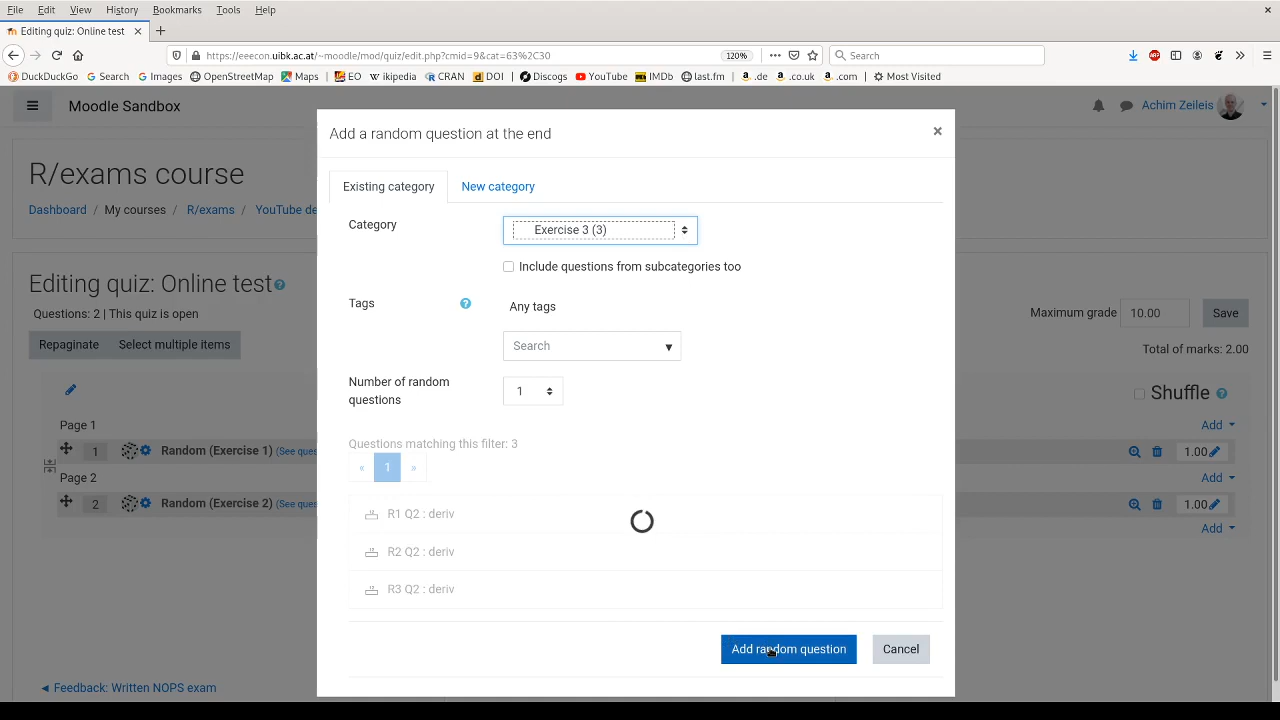 File Edit View History Bookmarks Tools Help ×
Editing quiz: Online test × +
https://eeecon.uibk.ac.at/~moodle/mod/quiz/edit.php?cmid=9&cat=63%2C30 120% Search
DuckDuckGo Search Images OpenStreetMap Maps EO Wikipedia CRAN DOI Discogs YouTube IMDb last.fm .de .co.uk .com Most Visited
Moodle Sandbox Achim Zeileis
Add a random question at the end ×
R/exams course
Existing category New category
Dashboard / My courses / R/exams / YouTube de
Category Exercise 3 (3)
Include questions from subcategories too
Editing quiz: Online test
Tags Any tags
Questions: 2 | This quiz is open
Maximum grade 10.00 Save
Repaginate Select multiple items
Search
Total of marks: 2.00
Number of random questions 1
Shuffle
Page 1 Add
Questions matching this filter: 3
1 Random (Exercise 1) (See ques 1.00
« 1 »
Page 2 Add
2 Random (Exercise 2) (See ques 1.00
R1 Q2 : deriv
Add
R2 Q2 : deriv
R3 Q2 : deriv
Add random question Cancel
◄ Feedback: Written NOPS exam